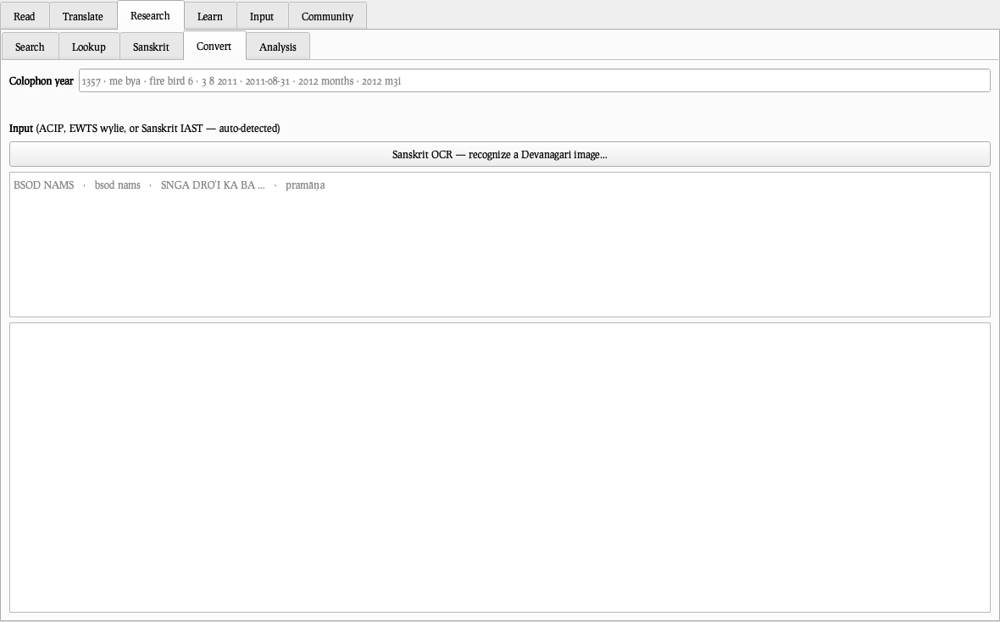 Read Translate Research Learn Input Community
Search Lookup Sanskrit Convert Analysis
Colophon year 1357 · me bya · fire bird 6 · 3 8 2011 · 2011-08-31 · 2012 months · 2012 m3i
Input (ACIP, EWTS wylie, or Sanskrit IAST — auto-detected)
Sanskrit OCR — recognize a Devanagari image...
BSOD NAMS · bsod nams · SNGA DRO'I KA BA ... · pramāṇa